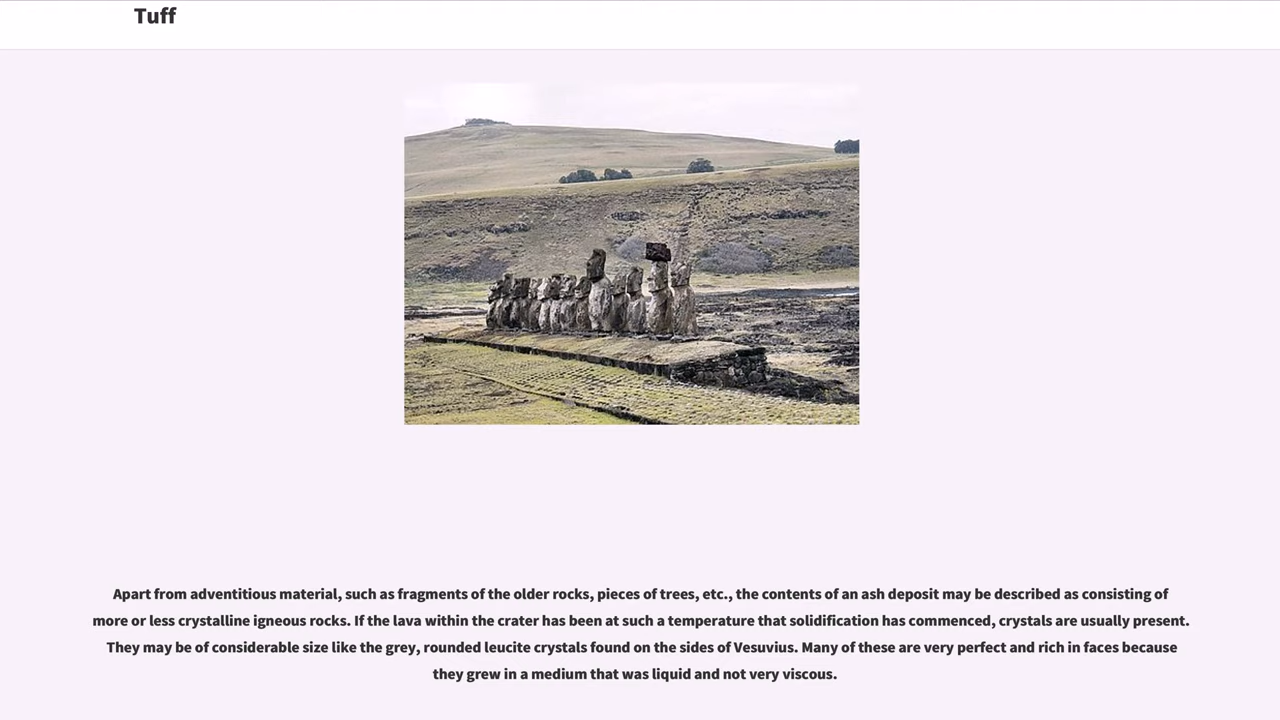 Tuff
Apart from adventitious material, such as fragments of the older rocks, pieces of trees, etc., the contents of an ash deposit may be described as consisting of
more or less crystalline igneous rocks. If the lava within the crater has been at such a temperature that solidification has commenced, crystals are usually present.
They may be of considerable size like the grey, rounded leucite crystals found on the sides of Vesuvius. Many of these are very perfect and rich in faces because
they grew in a medium that was liquid and not very viscous.